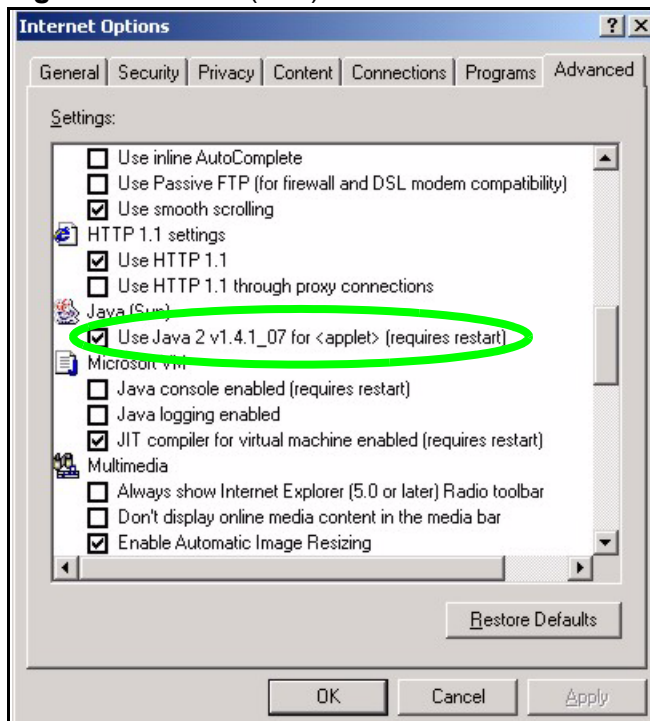 Internet Options
General Security Privacy Content Connections Programs Advanced
Settings:
Use inline AutoComplete
Use Passive FTP (for firewall and DSL modem compatibility)
Use smooth scrolling
HTTP 1.1 settings
Use HTTP 1.1
Use HTTP 1.1 through proxy connections
Java (Sun)
Use Java 2 v1.4.1_07 for <applet> (requires restart)
Microsoft VM
Java console enabled (requires restart)
Java logging enabled
JIT compiler for virtual machine enabled (requires restart)
Multimedia
Always show Internet Explorer (5.0 or later) Radio toolbar
Don't display online media content in the media bar
Enable Automatic Image Resizing
Restore Defaults
OK Cancel Apply